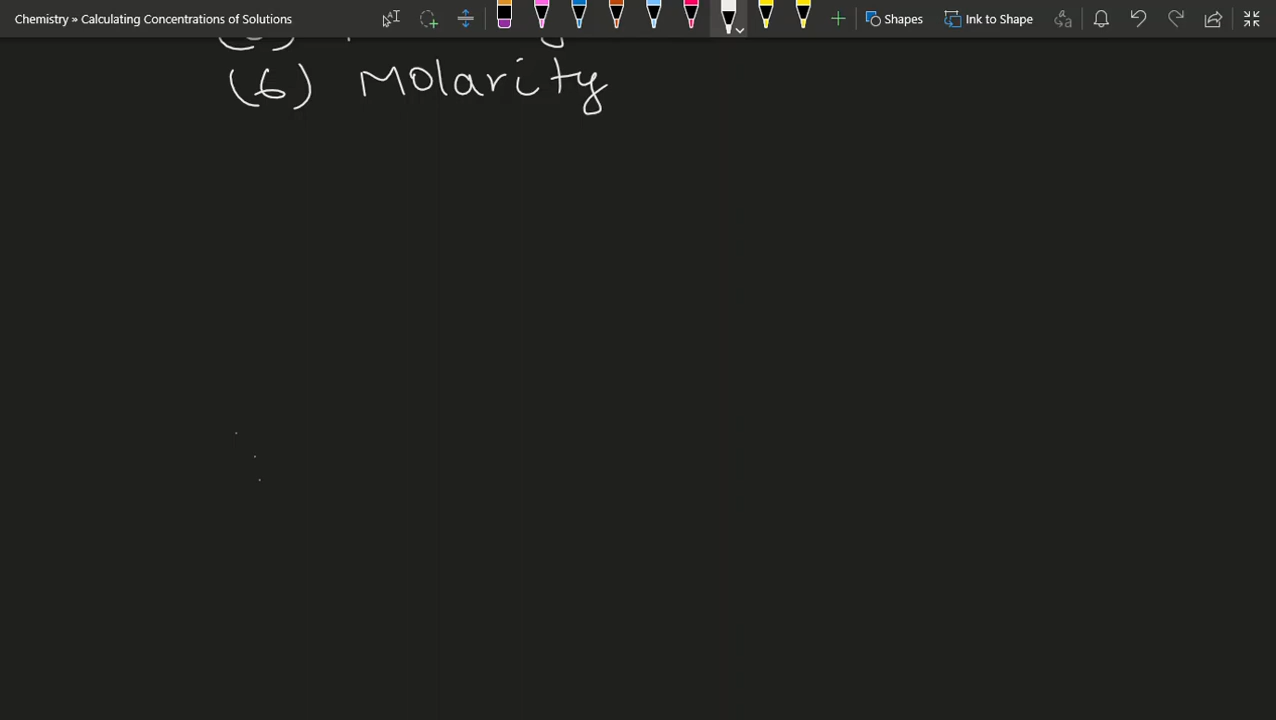 Chemistry » Calculating Concentrations of Solutions
Shapes
Ink to Shape
(6) Molarity